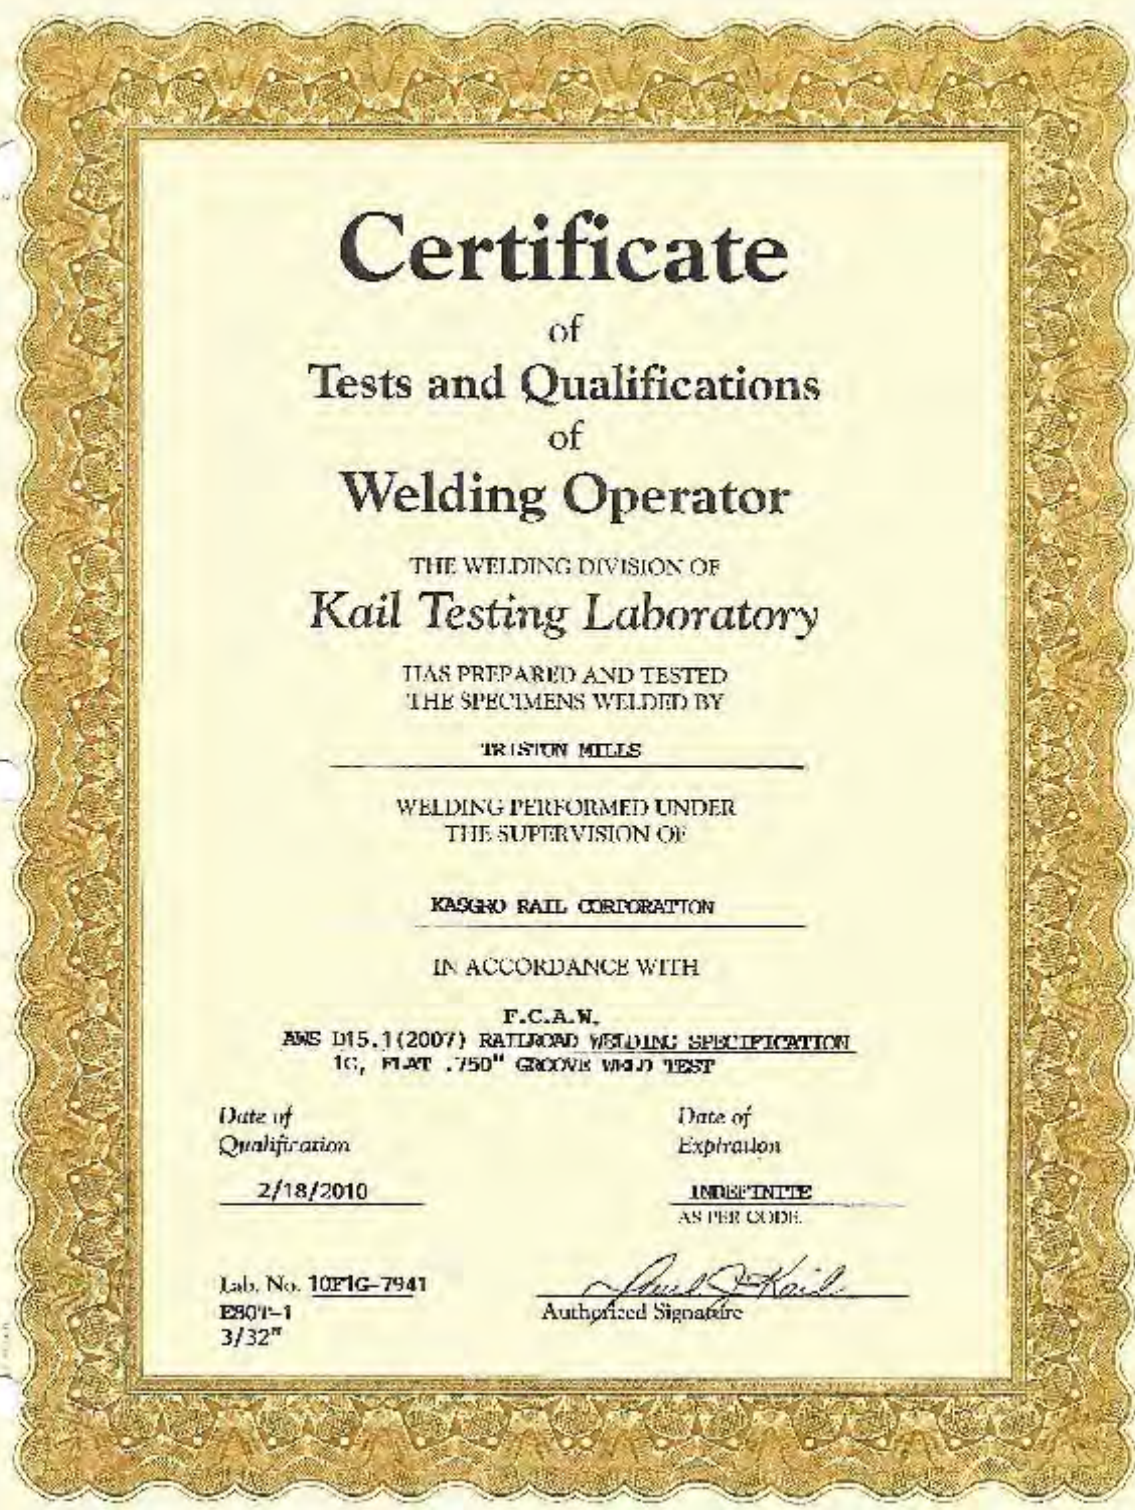 Certificate
of
Tests and Qualifications
of
Welding Operator
THE WELDING DIVISION OF
Kail Testing Laboratory
HAS PREPARED AND TESTED
THE SPECIMENS WELDED BY
TRISTON MILLS
WELDING PERFORMED UNDER
THE SUPERVISION OF
KASGRO RAIL CORPORATION
IN ACCORDANCE WITH
F.C.A.W.
AWS D15.1(2007) RAILROAD WELDING SPECIFICATION
1G, FLAT .750" GROOVE WELD TEST
Date of
Qualification
2/18/2010
Date of
Expiration
INDEFINITE
AS PER CODE
Lab. No. 10F1G-7941
E80T-1
3/32"
Authorized Signature